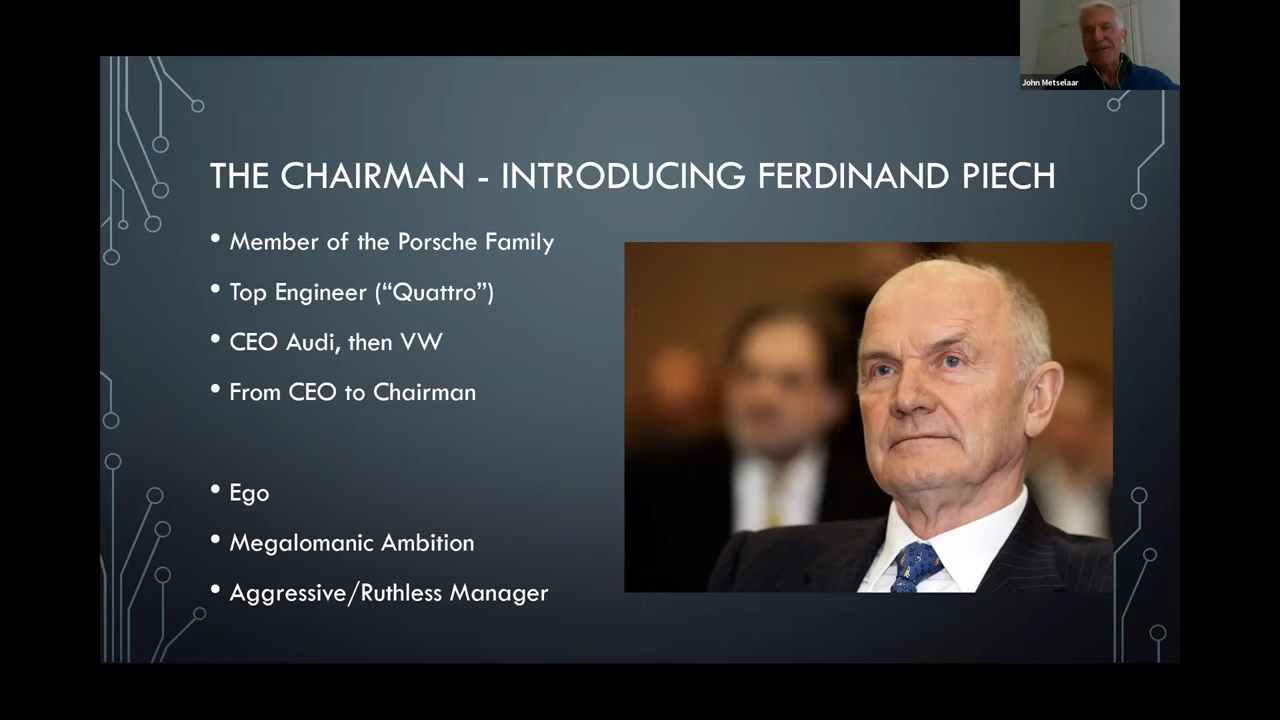 John Metselaar
THE CHAIRMAN - INTRODUCING FERDINAND PIECH
• Member of the Porsche Family
• Top Engineer (“Quattro”)
• CEO Audi, then VW
• From CEO to Chairman
• Ego
• Megalomanic Ambition
• Aggressive/Ruthless Manager